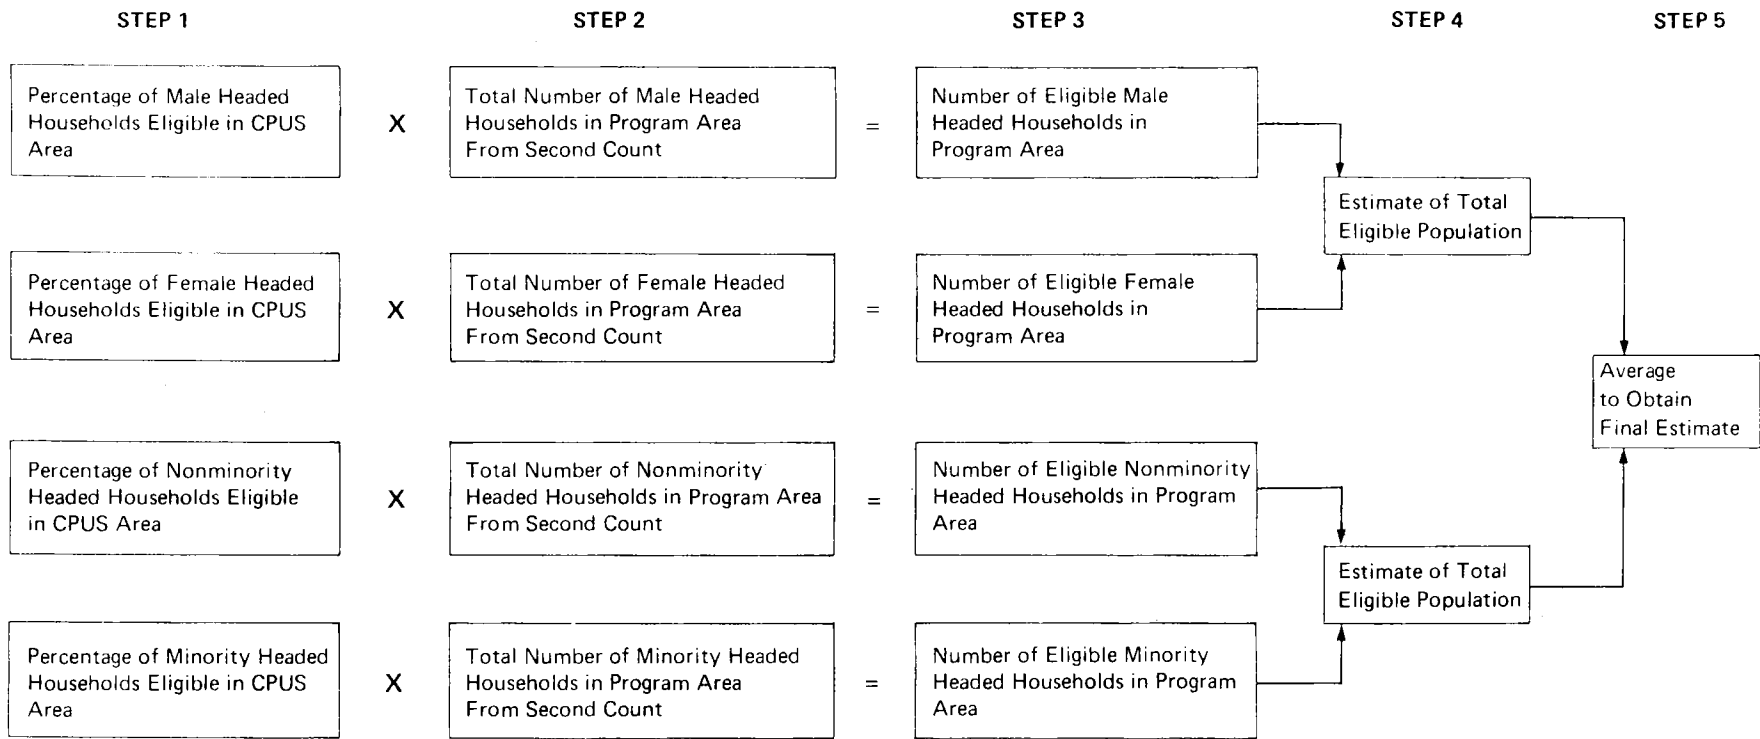 STEP 1
STEP 2
STEP 3
STEP 4
STEP 5
Percentage of Male Headed
Households Eligible in CPUS
Area
X
Total Number of Male Headed
Households in Program Area
From Second Count
=
Number of Eligible Male
Headed Households in
Program Area
Percentage of Female Headed
Households Eligible in CPUS
Area
X
Total Number of Female Headed
Households in Program Area
From Second Count
=
Number of Eligible Female
Headed Households in
Program Area
Estimate of Total
Eligible Population
Percentage of Nonminority
Headed Households Eligible
in CPUS Area
X
Total Number of Nonminority
Headed Households in Program Area
From Second Count
=
Number of Eligible Nonminority
Headed Households in Program
Area
Percentage of Minority Headed
Households Eligible in CPUS
Area
X
Total Number of Minority Headed
Households in Program Area
From Second Count
=
Number of Eligible Minority
Headed Households in Program
Area
Estimate of Total
Eligible Population
Average
to Obtain
Final Estimate